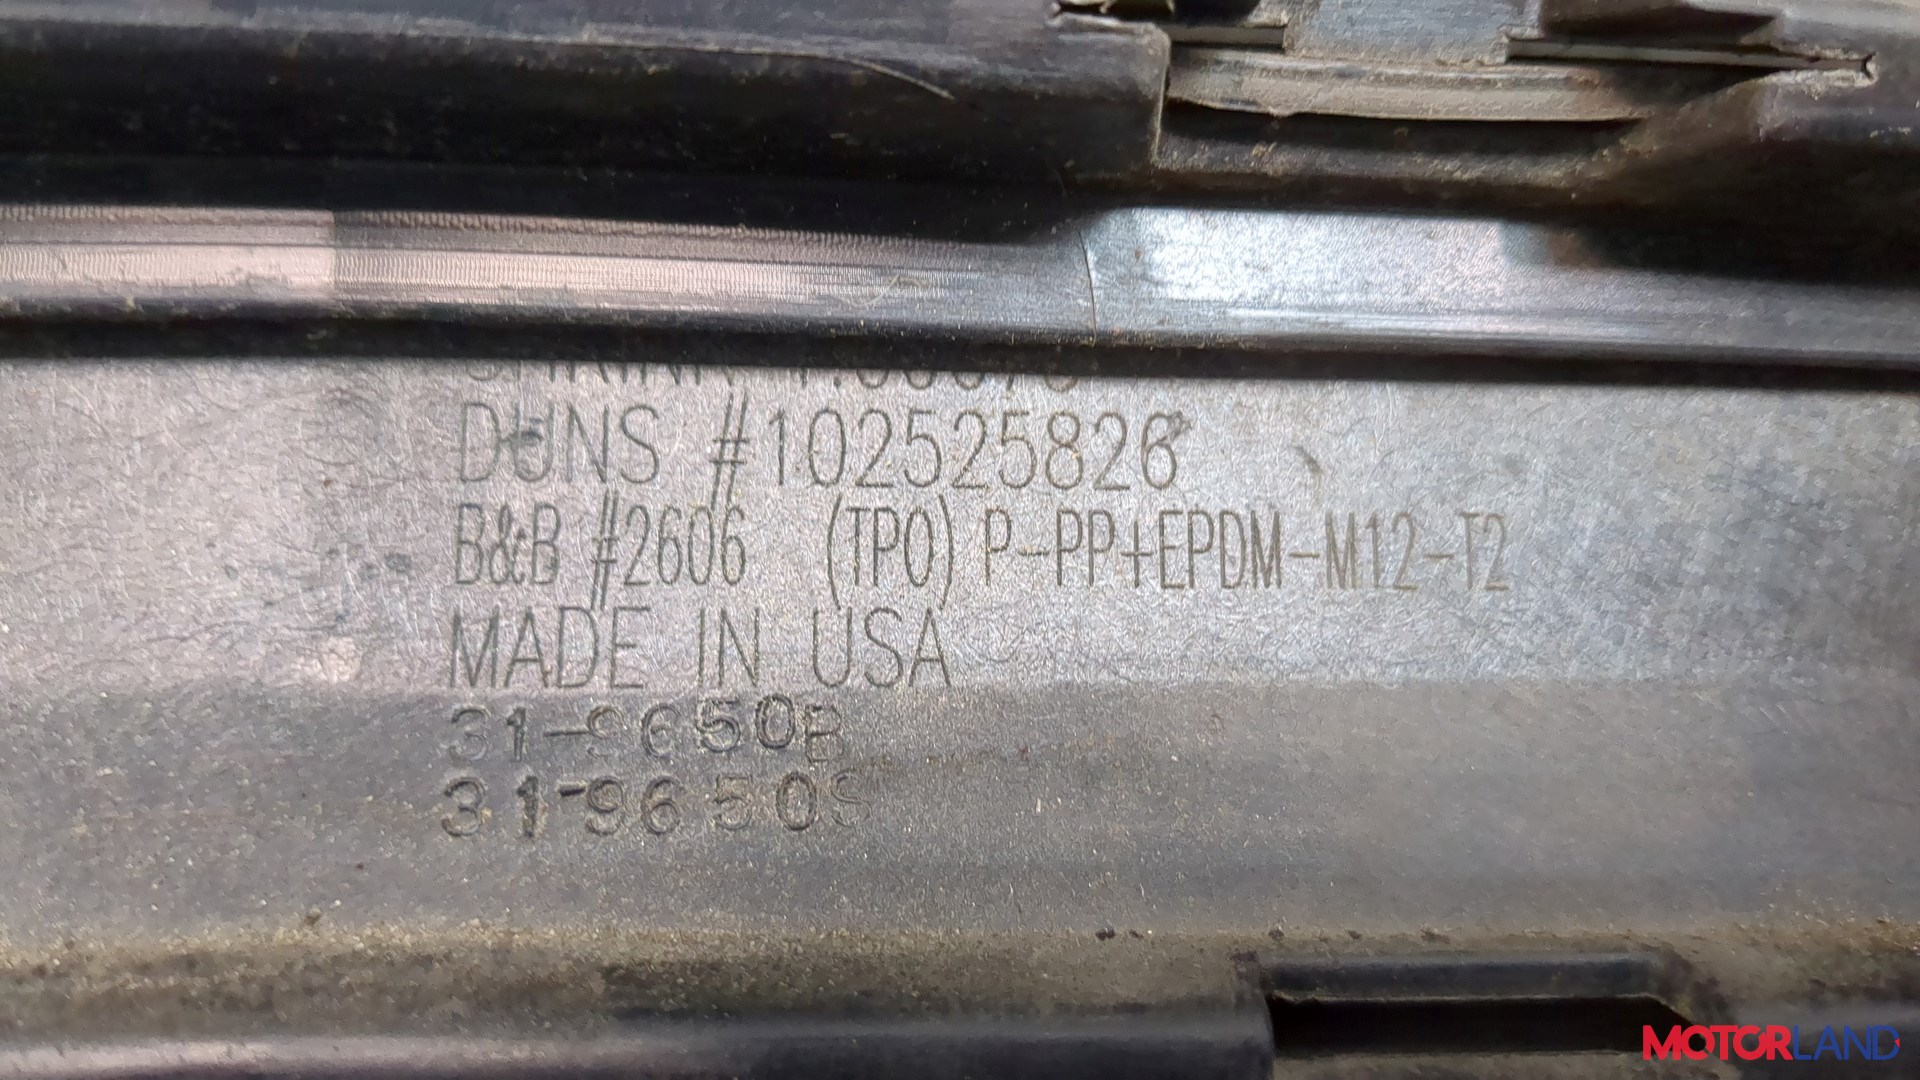 DUNS #102525826
B&B #2606 (TPO) P-PP+EPDM-M12-T2
MADE IN USA
31-9650B
31-9650S
MOTORLAND